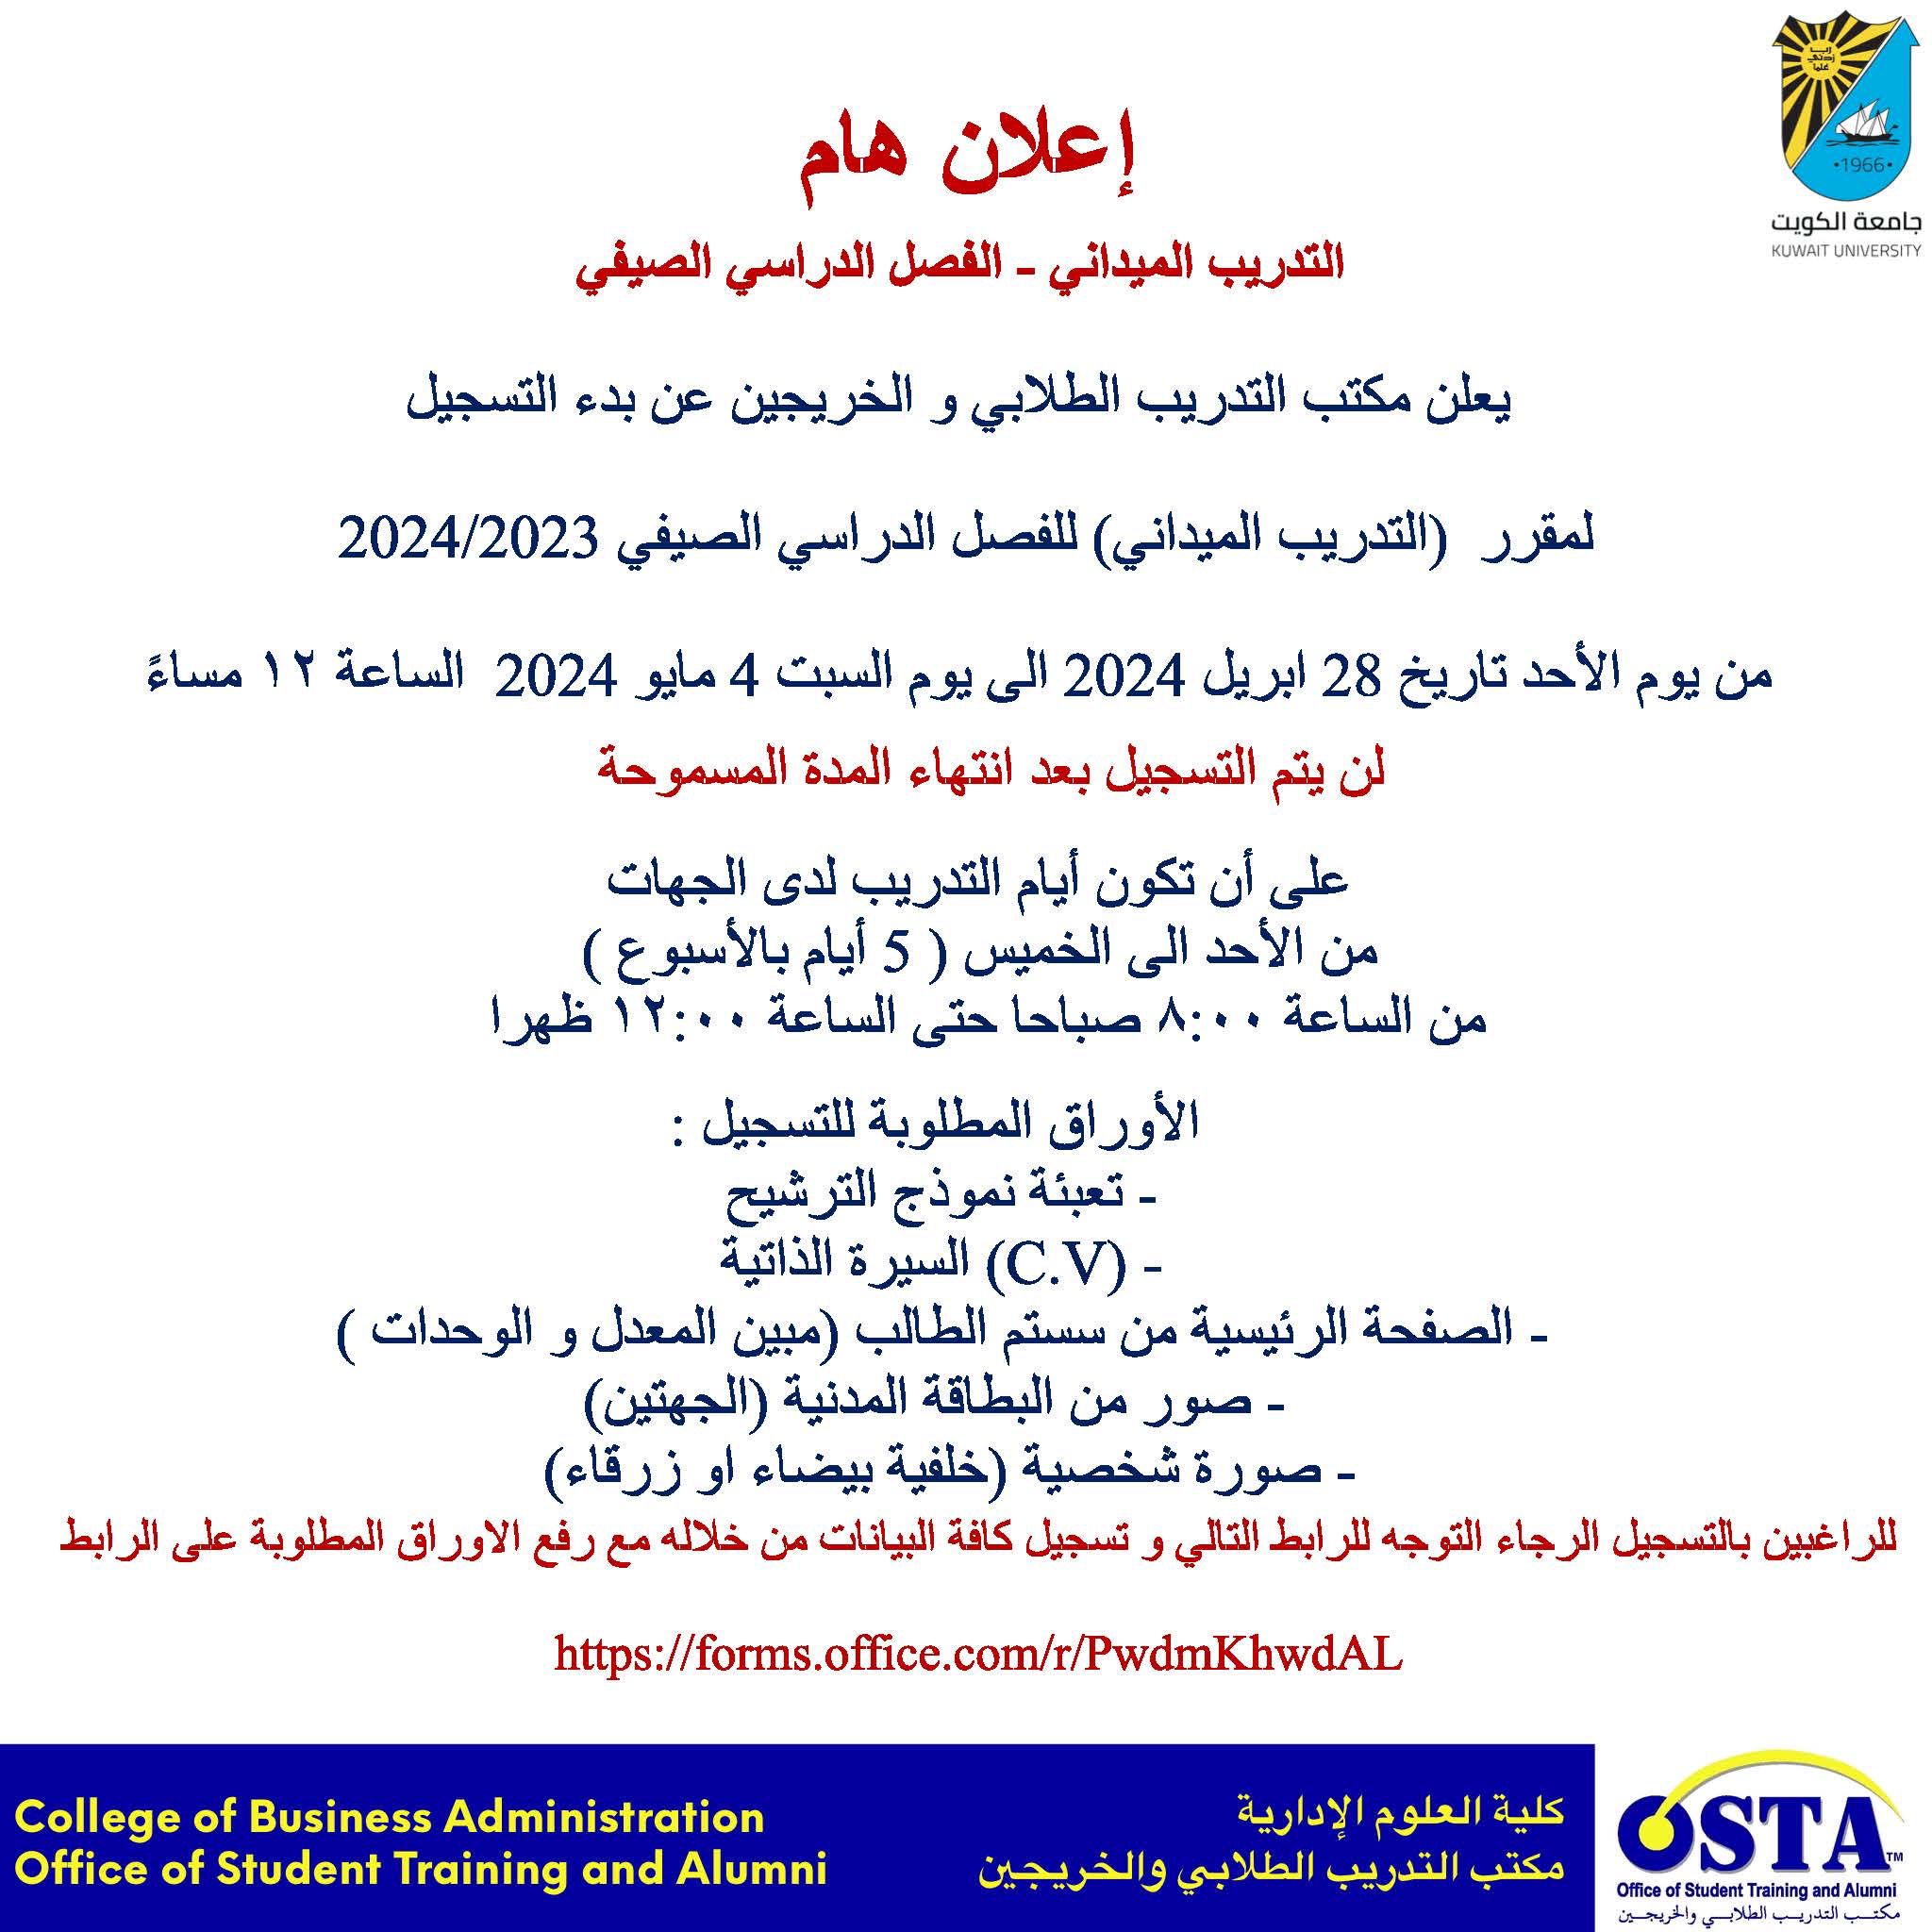 رب
زدني
علما
•1966•
جامعة الكويت
KUWAIT UNIVERSITY
إعلان هام
التدريب الميداني - الفصل الدراسي الصيفي
يعلن مكتب التدريب الطلابي و الخريجين عن بدء التسجيل
لمقرر (التدريب الميداني) للفصل الدراسي الصيفي 2024/2023
من يوم الأحد تاريخ 28 ابريل 2024 الى يوم السبت 4 مايو 2024 الساعة ١٢ مساءً
لن يتم التسجيل بعد انتهاء المدة المسموحة
على أن تكون أيام التدريب لدى الجهات
من الأحد الى الخميس ( 5 أيام بالأسبوع )
من الساعة ٨:٠٠ صباحا حتى الساعة ١٢:٠٠ ظهرا
الأوراق المطلوبة للتسجيل :
- تعبئة نموذج الترشيح
- (C.V) السيرة الذاتية
- الصفحة الرئيسية من سستم الطالب (مبين المعدل و الوحدات )
- صور من البطاقة المدنية (الجهتين)
- صورة شخصية (خلفية بيضاء او زرقاء)
للراغبين بالتسجيل الرجاء التوجه للرابط التالي و تسجيل كافة البيانات من خلاله مع رفع الاوراق المطلوبة على الرابط
https://forms.office.com/r/PwdmKhwdAL
كلية العلوم الإدارية
مكتب التدريب الطلابي والخريجين
College of Business Administration
Office of Student Training and Alumni
OSTA™
Office of Student Training and Alumni
مكتب التدريب الطلابي والخريجين